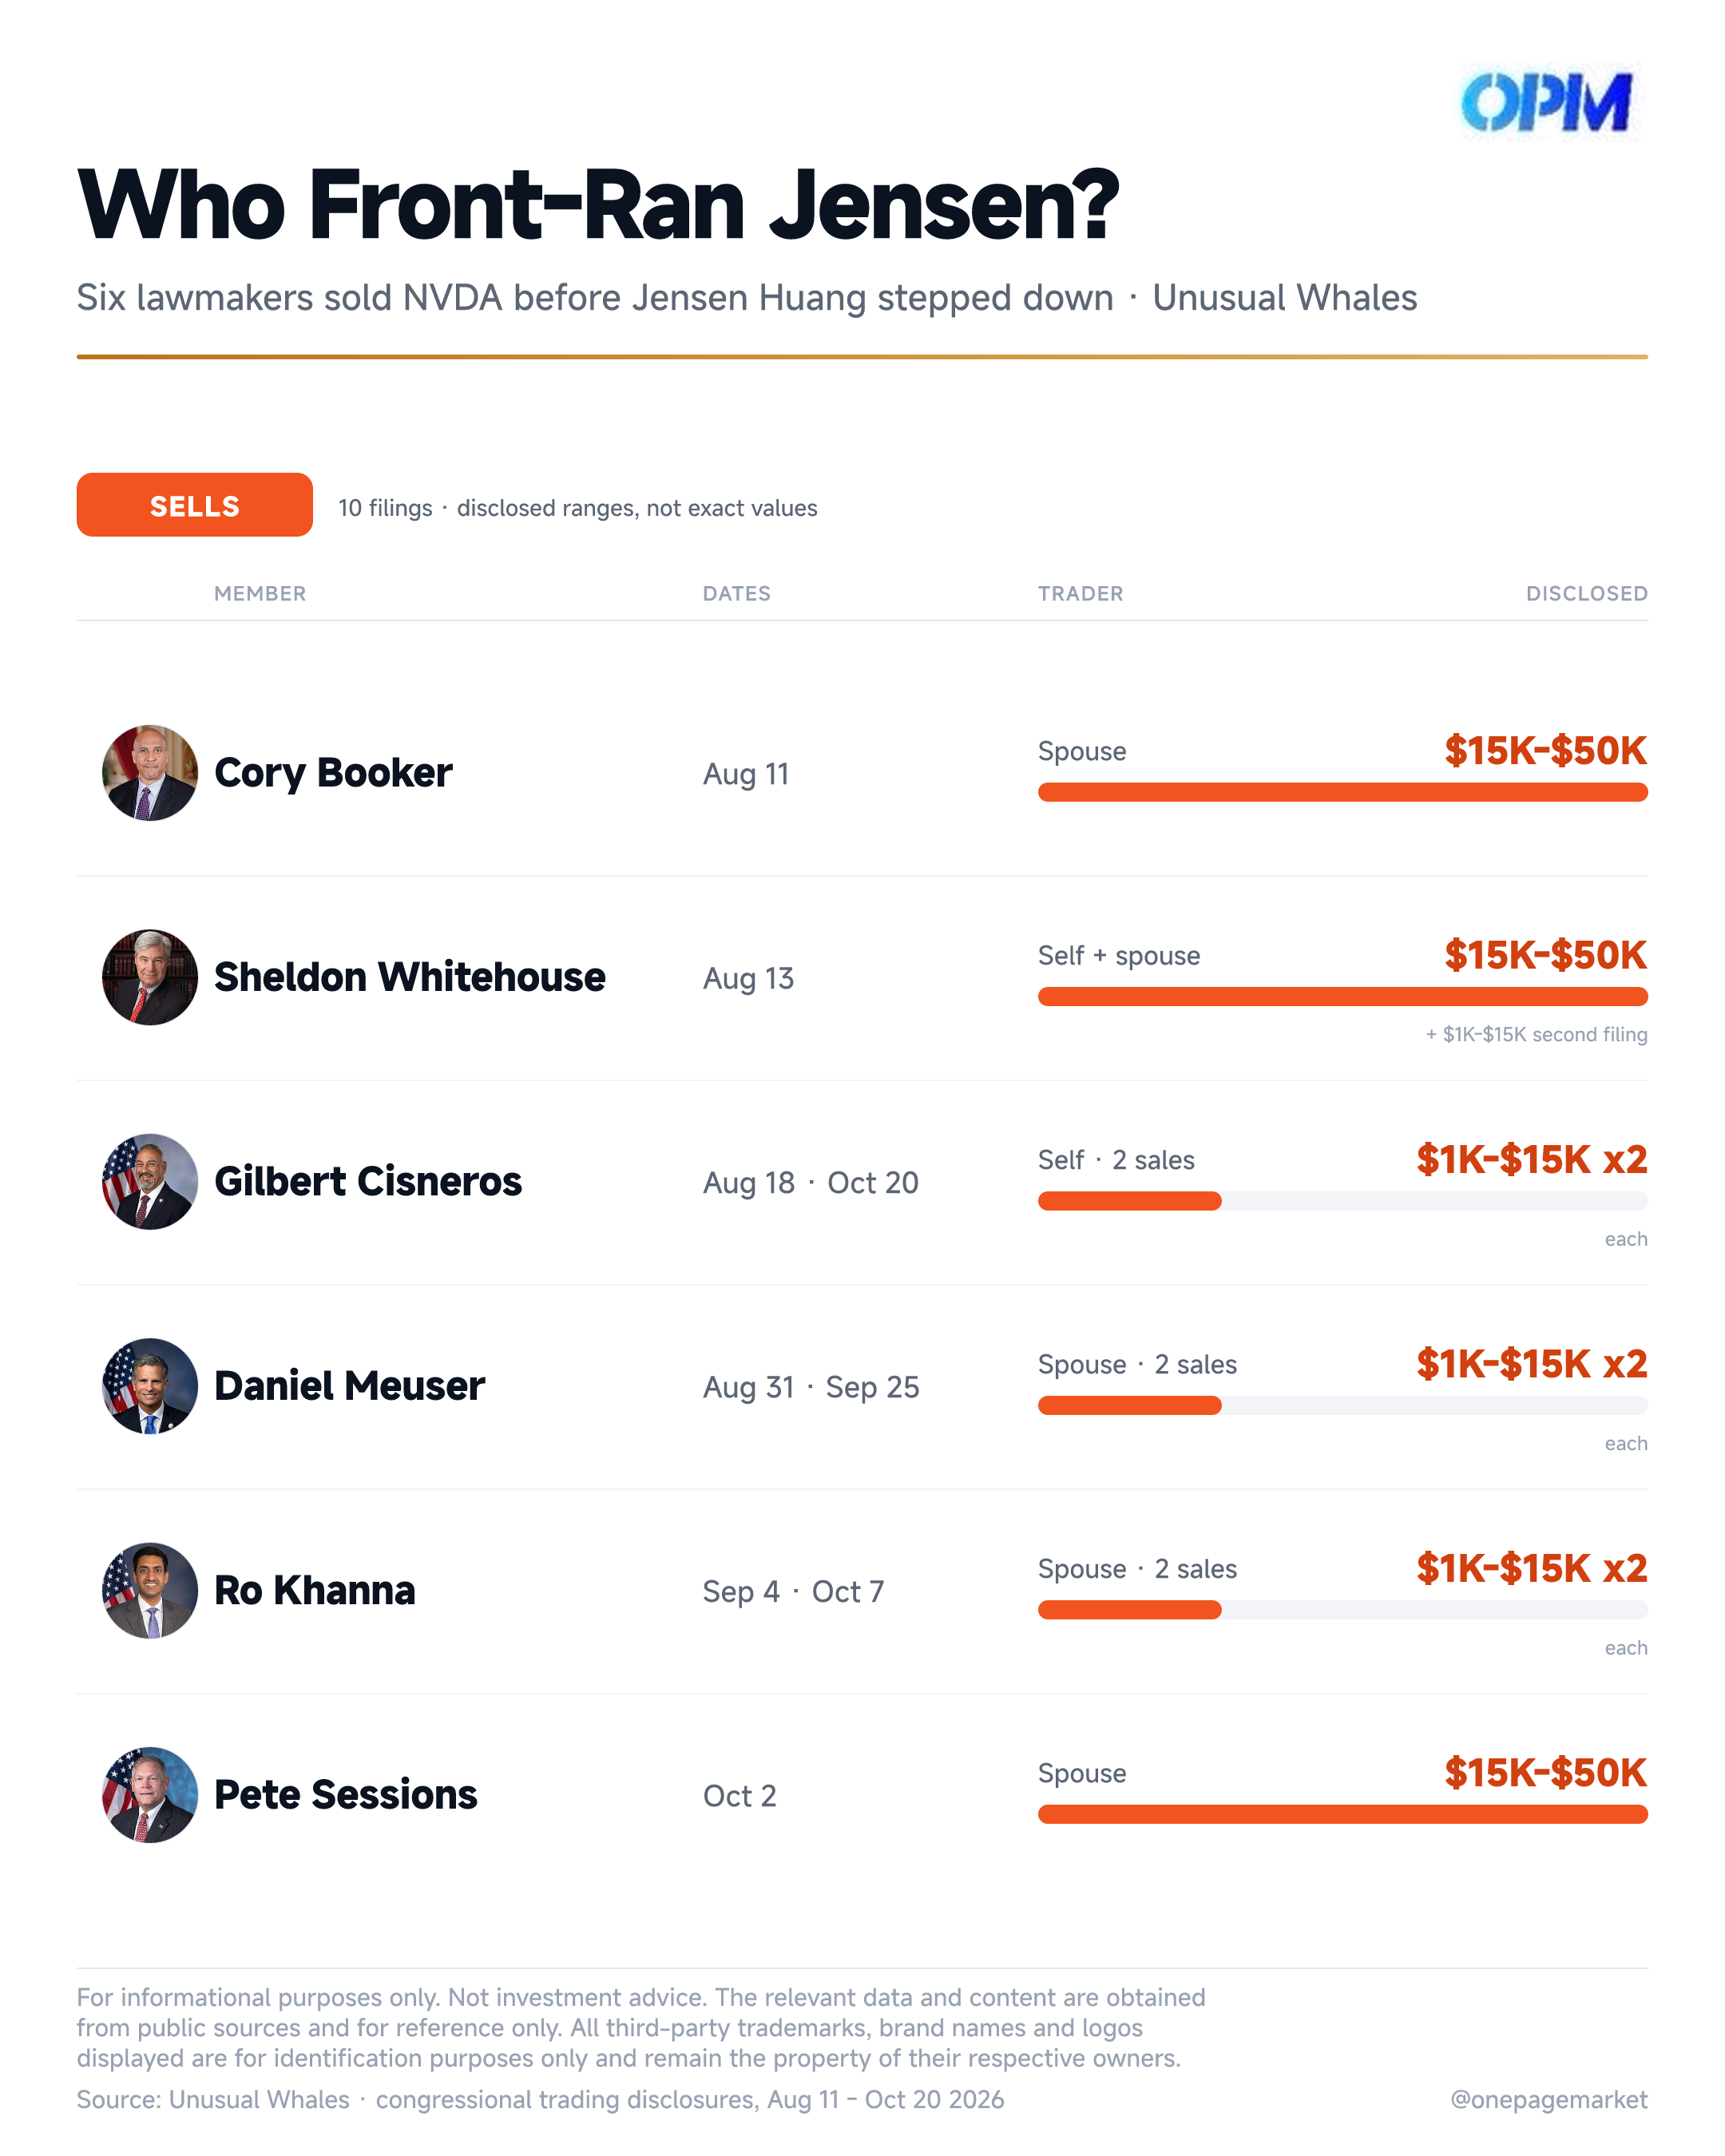 OPM
Who Front-Ran Jensen?
Six lawmakers sold NVDA before Jensen Huang stepped down · Unusual Whales
SELLS
10 filings · disclosed ranges, not exact values
MEMBER DATES TRADER DISCLOSED
Cory Booker Aug 11 Spouse $15K-$50K
Sheldon Whitehouse Aug 13 Self + spouse $15K-$50K
+ $1K-$15K second filing
Gilbert Cisneros Aug 18 · Oct 20 Self · 2 sales $1K-$15K x2
each
Daniel Meuser Aug 31 · Sep 25 Spouse · 2 sales $1K-$15K x2
each
Ro Khanna Sep 4 · Oct 7 Spouse · 2 sales $1K-$15K x2
each
Pete Sessions Oct 2 Spouse $15K-$50K
For informational purposes only. Not investment advice. The relevant data and content are obtained
from public sources and for reference only. All third-party trademarks, brand names and logos
displayed are for identification purposes only and remain the property of their respective owners.
Source: Unusual Whales · congressional trading disclosures, Aug 11 - Oct 20 2026
@onepagemarket